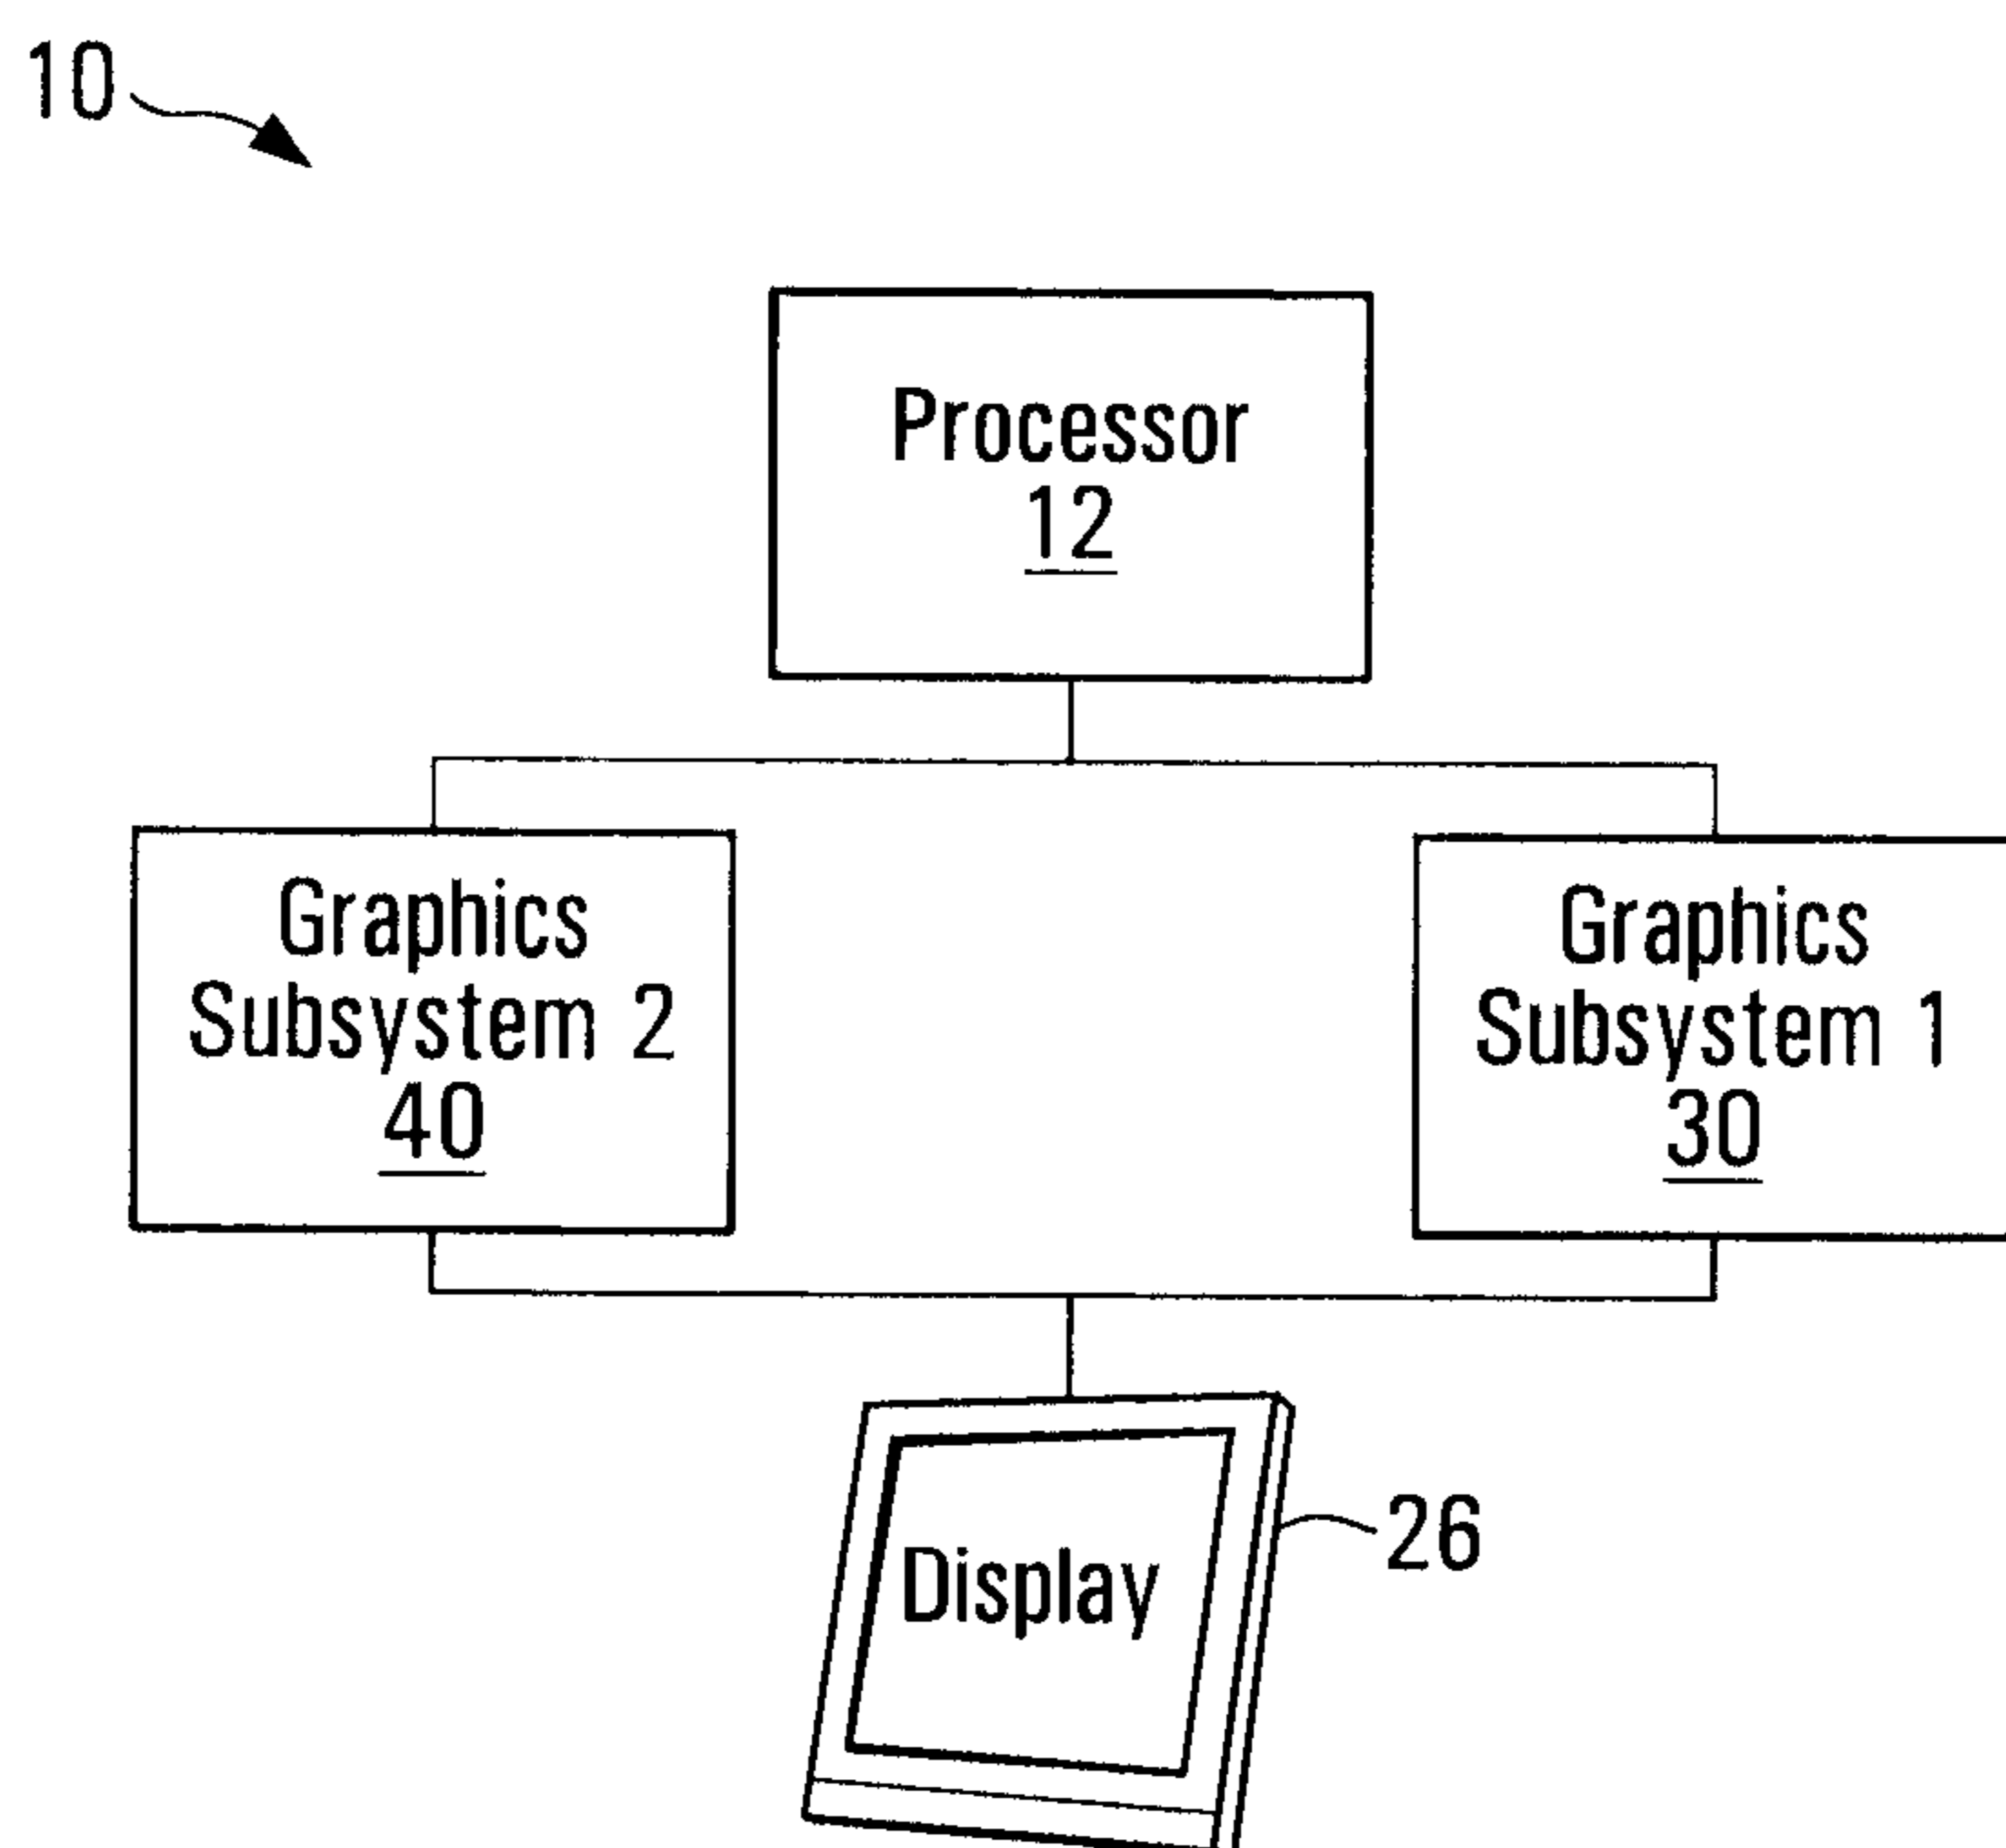 10
Processor
12
Graphics
Subsystem 2
40
Graphics
Subsystem 1
30
Display
26